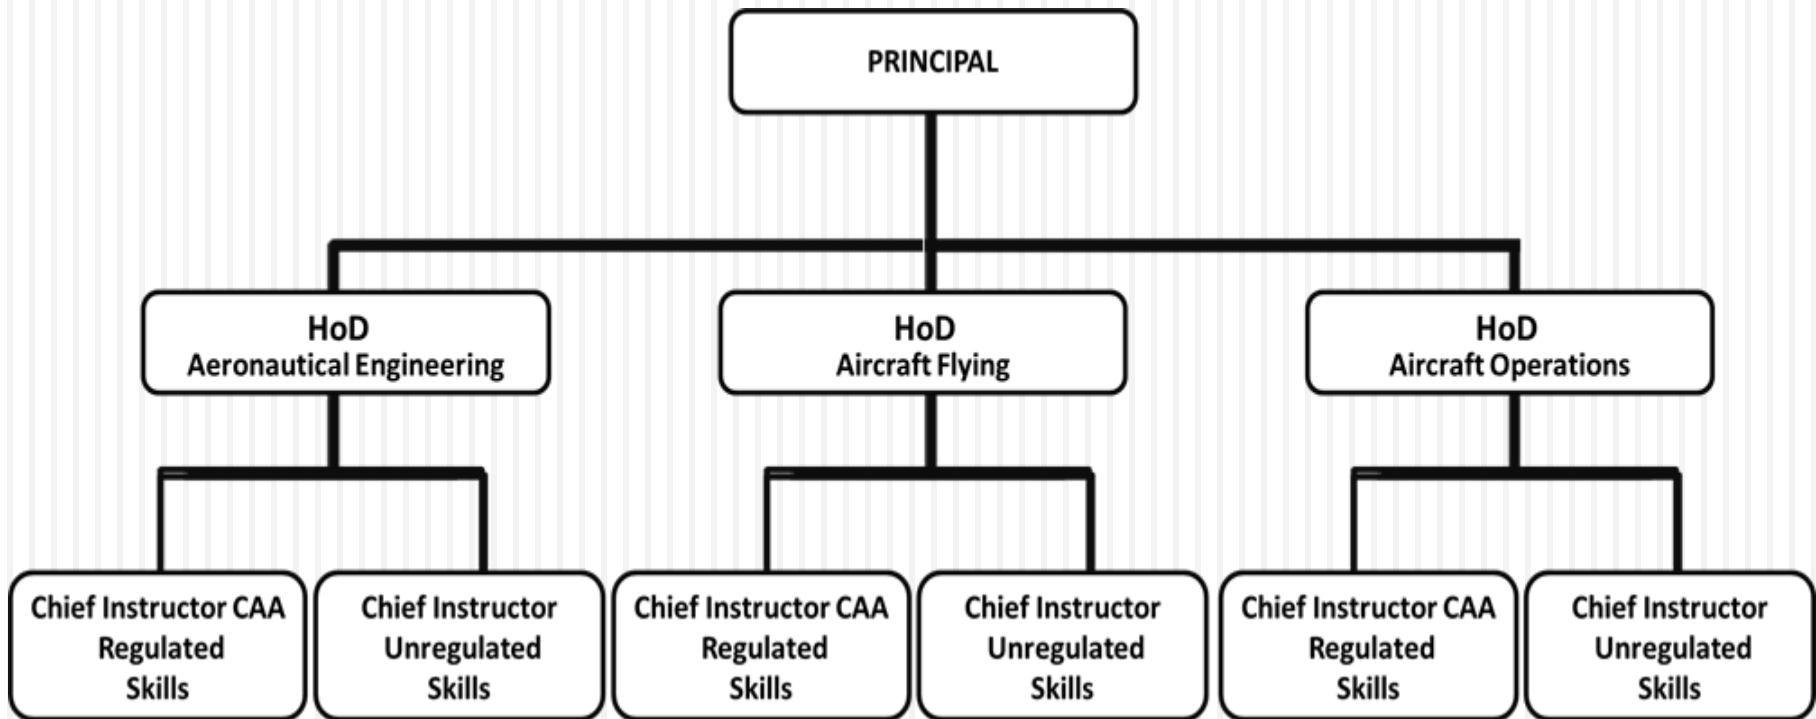 PRINCIPAL
HoD
Aeronautical Engineering
HoD
Aircraft Flying
HoD
Aircraft Operations
Chief Instructor CAA
Regulated
Skills
Chief Instructor
Unregulated
Skills
Chief Instructor CAA
Regulated
Skills
Chief Instructor
Unregulated
Skills
Chief Instructor CAA
Regulated
Skills
Chief Instructor
Unregulated
Skills